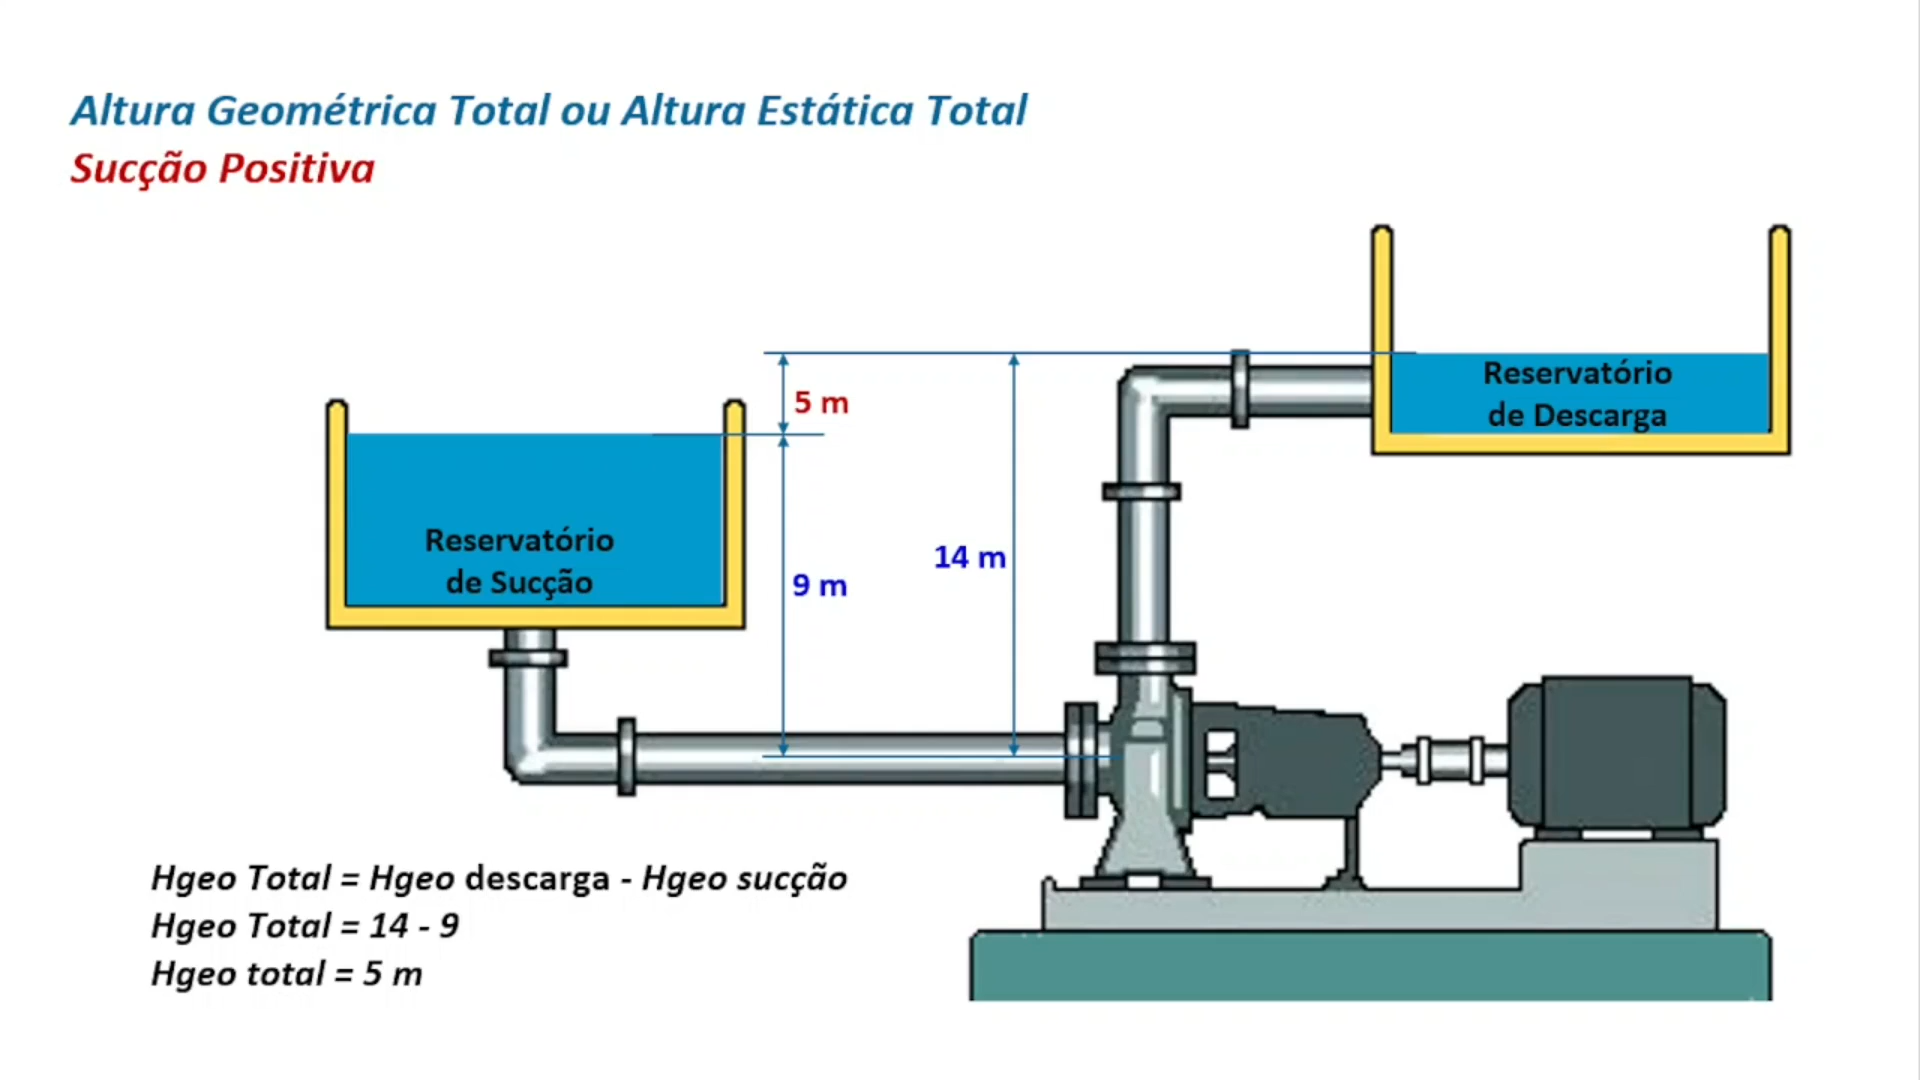 Altura Geométrica Total ou Altura Estática Total
Sucção Positiva
Reservatório
de Descarga
5 m
Reservatório
de Sucção
9 m
14 m
Hgeo Total = Hgeo descarga - Hgeo sucção
Hgeo Total = 14 - 9
Hgeo total = 5 m